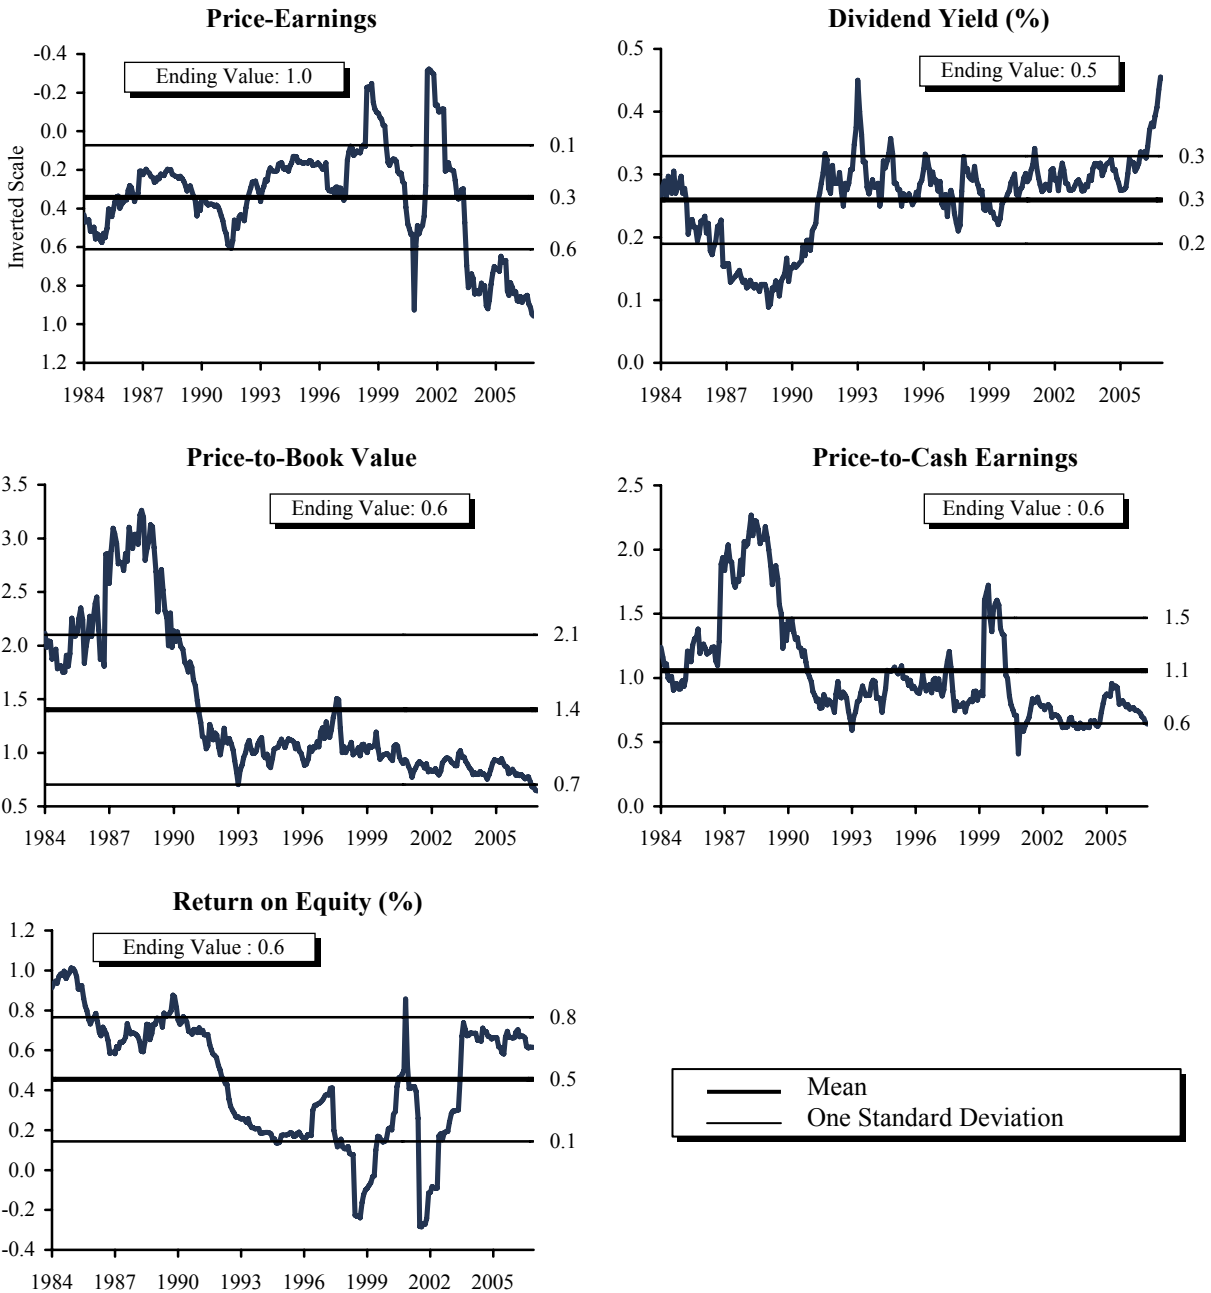 Price-Earnings
Ending Value: 1.0
Inverted Scale
-0.4
-0.2
0.0
0.2
0.4
0.6
0.8
1.0
1.2
0.1
0.3
0.6
1984 1987 1990 1993 1996 1999 2002 2005
Dividend Yield (%)
Ending Value: 0.5
0.5
0.4
0.3
0.2
0.1
0.0
0.3
0.3
0.2
1984 1987 1990 1993 1996 1999 2002 2005
Price-to-Book Value
Ending Value: 0.6
3.5
3.0
2.5
2.0
1.5
1.0
0.5
2.1
1.4
0.7
1984 1987 1990 1993 1996 1999 2002 2005
Price-to-Cash Earnings
Ending Value : 0.6
2.5
2.0
1.5
1.0
0.5
0.0
1.5
1.1
0.6
1984 1987 1990 1993 1996 1999 2002 2005
Return on Equity (%)
Ending Value : 0.6
1.2
1.0
0.8
0.6
0.4
0.2
0.0
-0.2
-0.4
0.8
0.5
0.1
1984 1987 1990 1993 1996 1999 2002 2005
Mean
One Standard Deviation